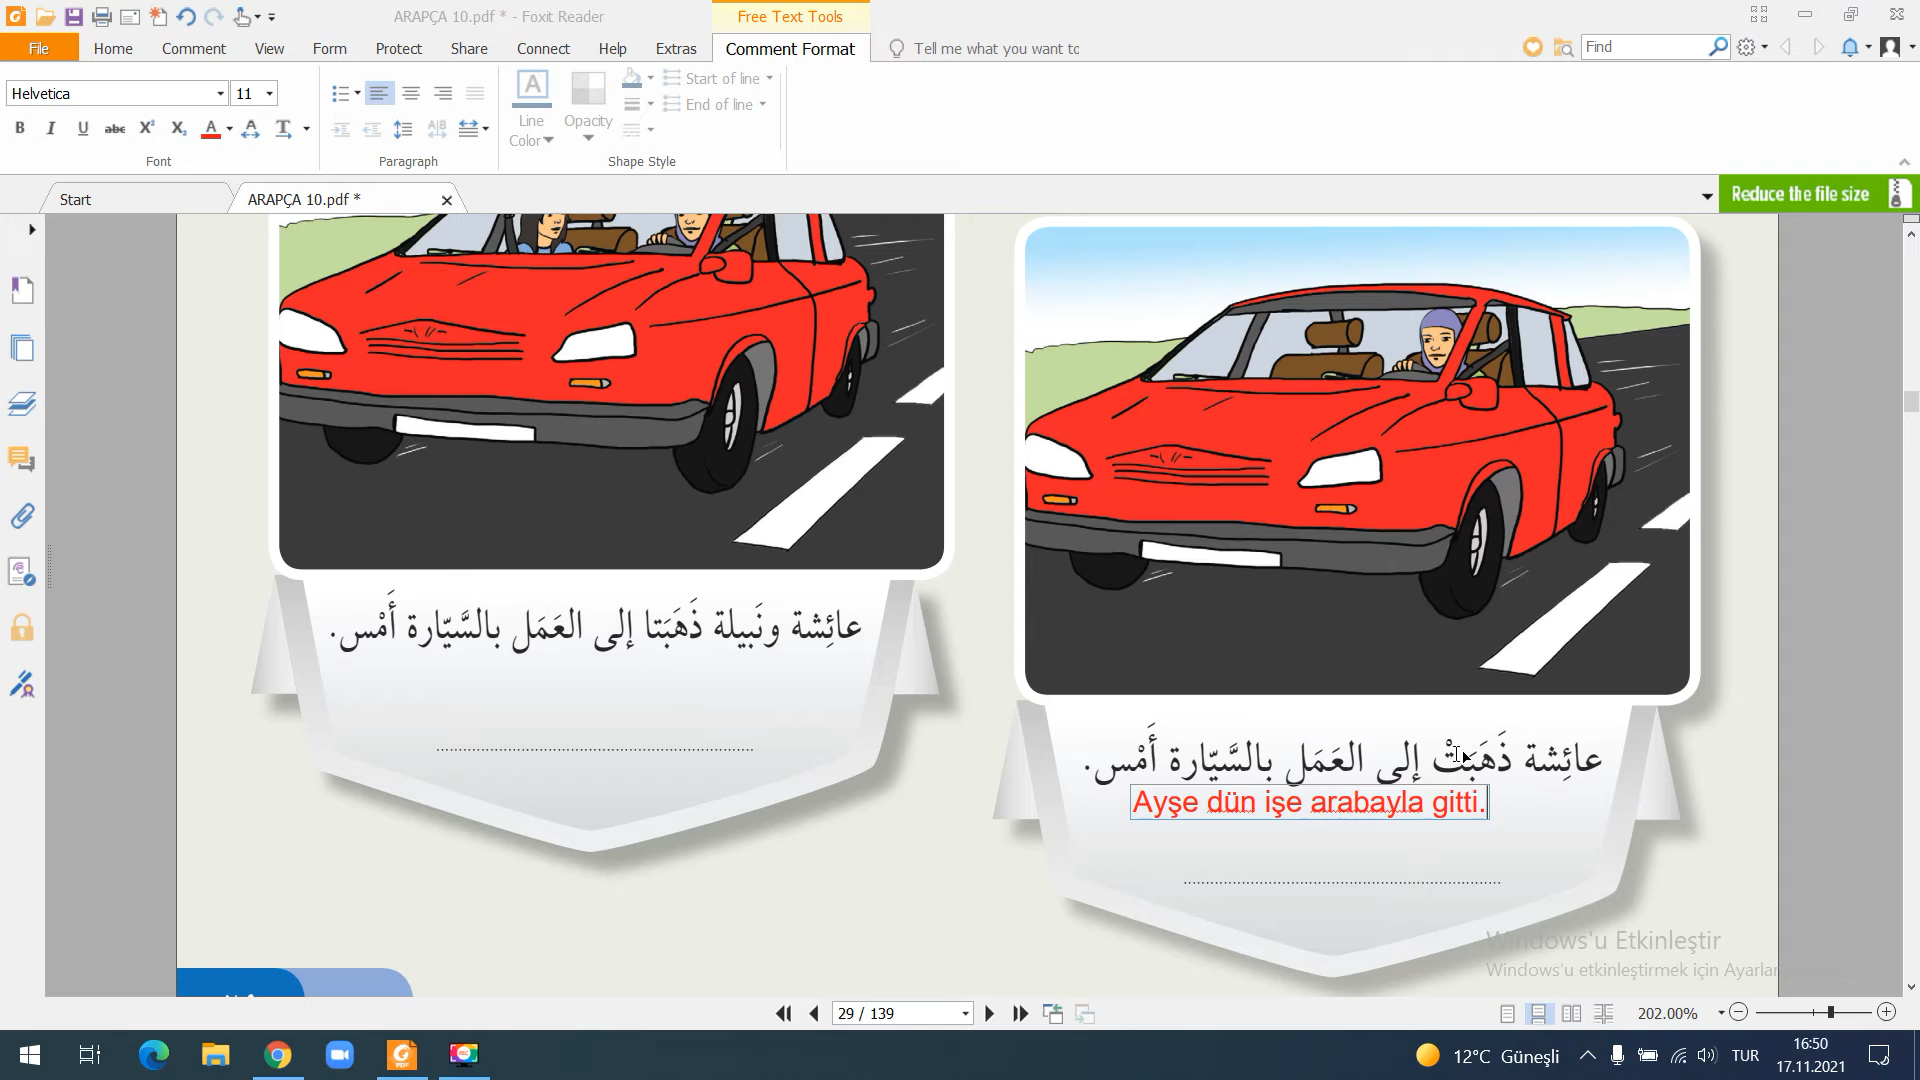 ARAPÇA 10.pdf * - Foxit Reader
Free Text Tools
File
Home
Comment
View
Form
Protect
Share
Connect
Help
Extras
Comment Format
Tell me what you want to
Find
Helvetica
11
Start of line
End of line
Line
Color
Opacity
Font
Paragraph
Shape Style
Start
ARAPÇA 10.pdf *
Reduce the file size
عائِشة ونَبيلة ذَهَبَتا إلى العَمَل بالسَّيّارة أَمْس.
عائِشة ذَهَبَتْ إلى العَمَل بالسَّيّارة أَمْس.
Ayşe dün işe arabayla gitti.
Windows'u Etkinleştir
Windows'u etkinleştirmek için Ayarlar
29 / 139
202.00%
12°C Güneşli
TUR
16:50
17.11.2021